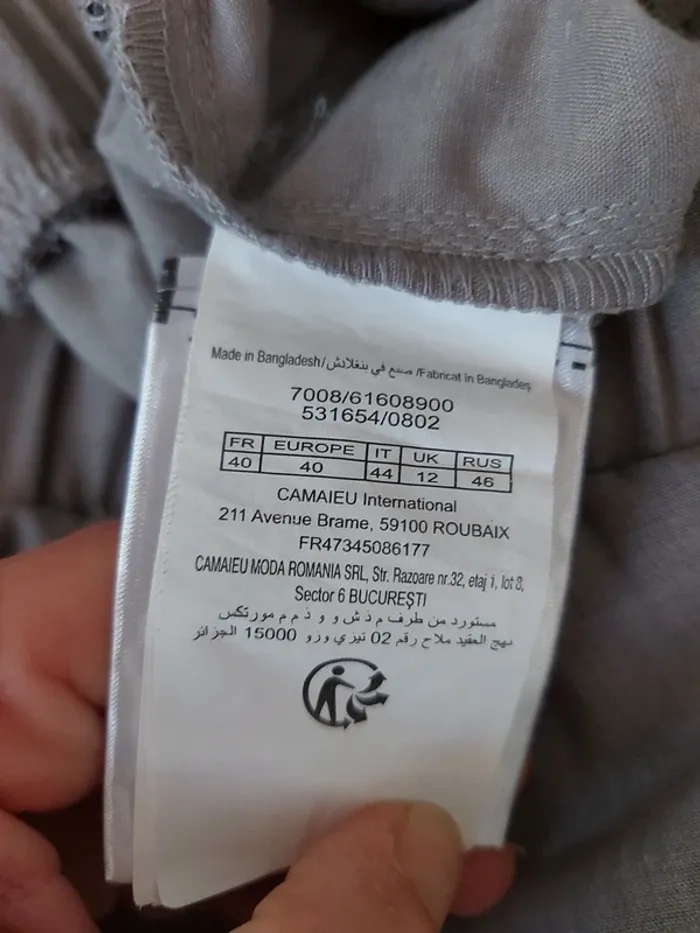 Made in Bangladesh/صنع في بنغلادش/Fabricat in Bangladeș
7008/61608900
531654/0802
FR EUROPE IT UK RUS
40 40 44 12 46
CAMAIEU International
211 Avenue Brame, 59100 ROUBAIX
FR47345086177
CAMAIEU MODA ROMANIA SRL, Str. Razoare nr.32, etaj 1, lot 3,
Sector 6 BUCUREȘTI
مستورد من طرف م ذ ش و و ذ م م مورتكس
نهج العقيد ملاح رقم 02 تيزي وزو 15000 الجزائر